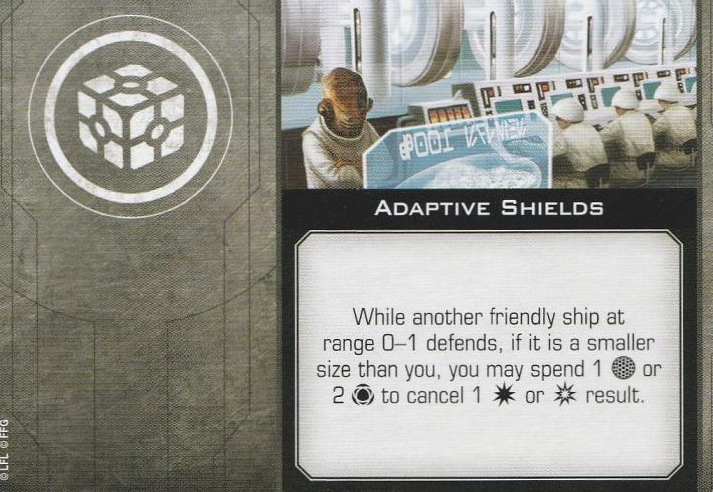 ADAPTIVE SHIELDS
While another friendly ship at
range 0–1 defends, if it is a smaller
size than you, you may spend 1 or
2 to cancel 1 or result.
©LFL ©FFG